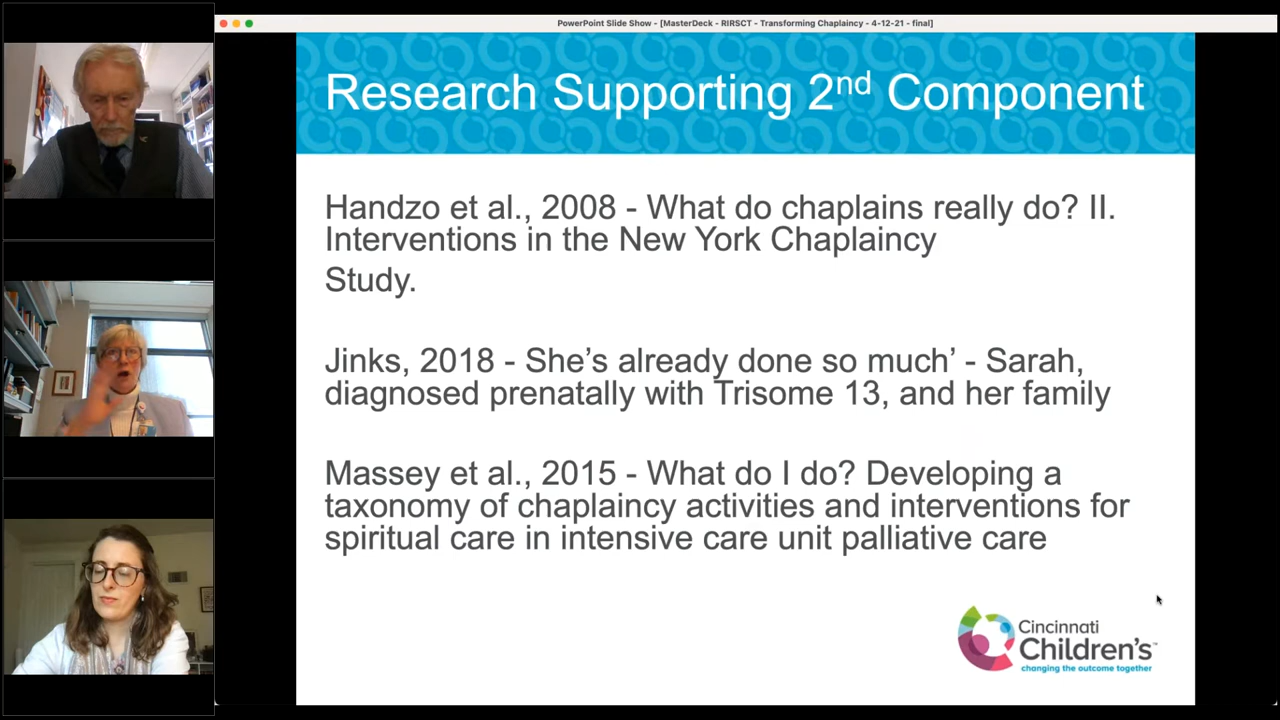 PowerPoint Slide Show - [MasterDeck - RIRSCT - Transforming Chaplaincy - 4-12-21 - final]
Research Supporting 2nd Component
Handzo et al., 2008 - What do chaplains really do? II.
Interventions in the New York Chaplaincy
Study.
Jinks, 2018 - She’s already done so much’ - Sarah,
diagnosed prenatally with Trisome 13, and her family
Massey et al., 2015 - What do I do? Developing a
taxonomy of chaplaincy activities and interventions for
spiritual care in intensive care unit palliative care
Cincinnati
Children's™
changing the outcome together